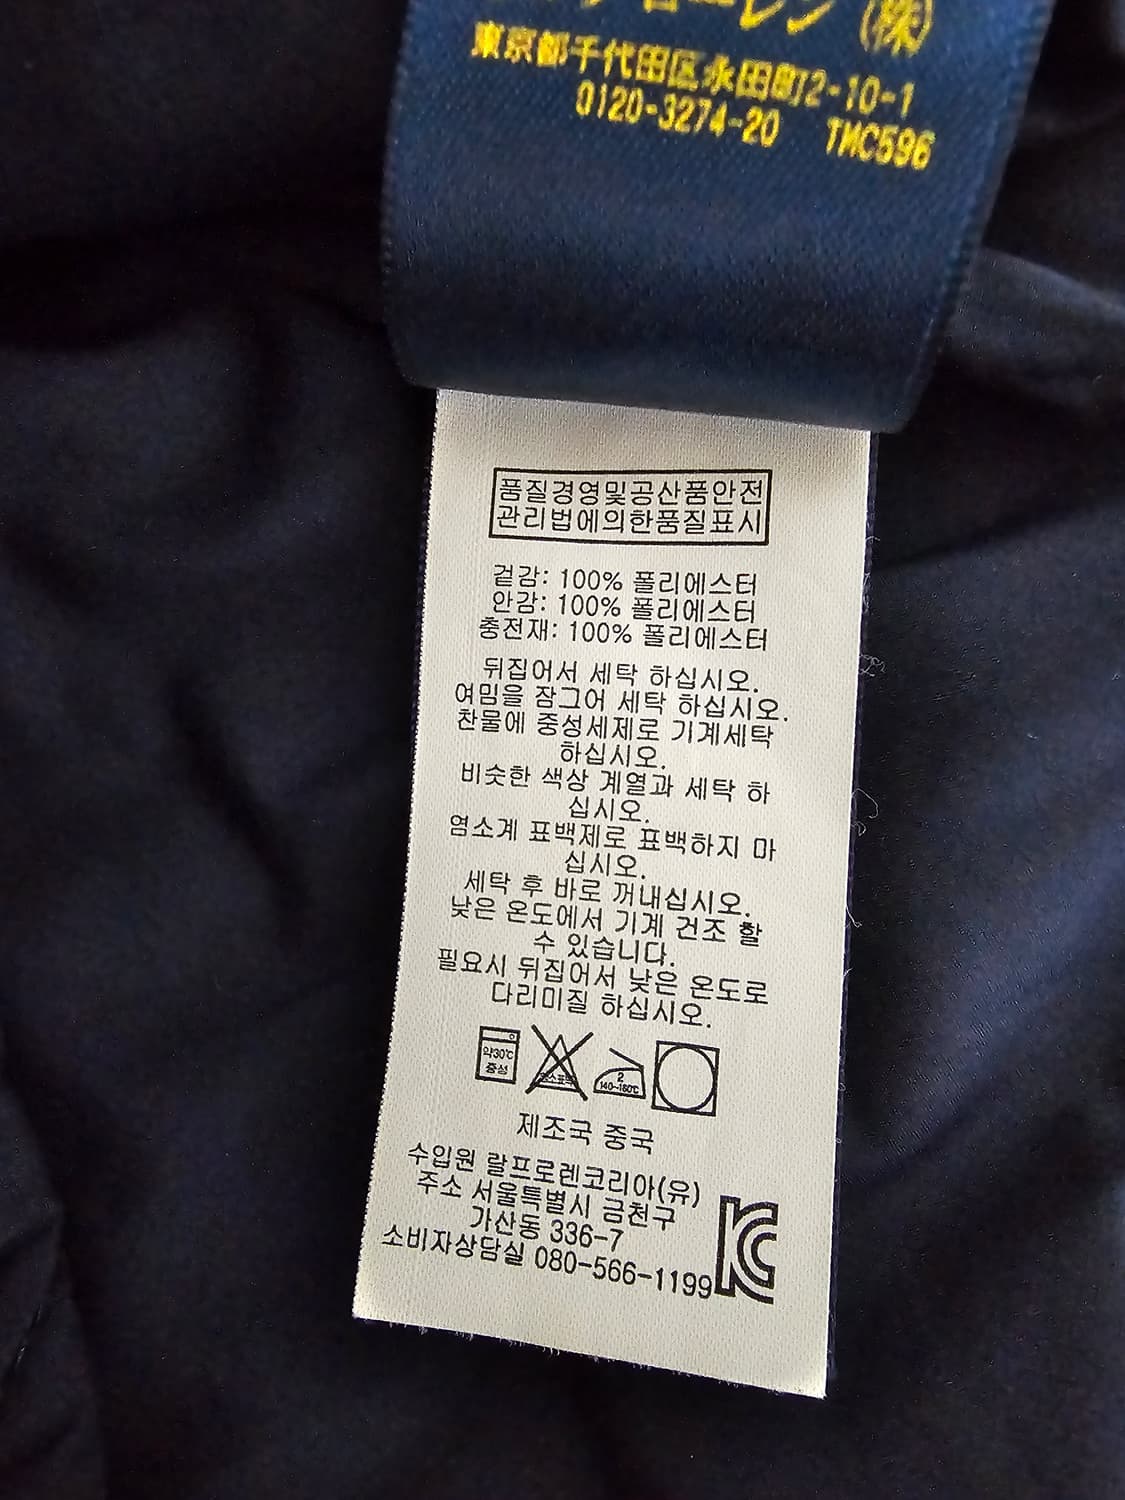 ローレン (株)
東京都千代田区永田町2-10-1
0120-3274-20 TMC596
품질경영및공산품안전
관리법에의한품질표시
겉감: 100% 폴리에스터
안감: 100% 폴리에스터
충전재: 100% 폴리에스터
뒤집어서 세탁 하십시오.
여밈을 잠그어 세탁 하십시오.
찬물에 중성세제로 기계세탁
하십시오.
비슷한 색상 계열과 세탁 하
십시오.
염소계 표백제로 표백하지 마
십시오.
세탁 후 바로 꺼내십시오.
낮은 온도에서 기계 건조 할
수 있습니다.
필요시 뒤집어서 낮은 온도로
다리미질 하십시오.
약30℃
중성
2
140~160℃
제조국 중국
수입원 랄프로렌코리아(유)
주소 서울특별시 금천구
가산동 336-7
소비자상담실 080-566-1199